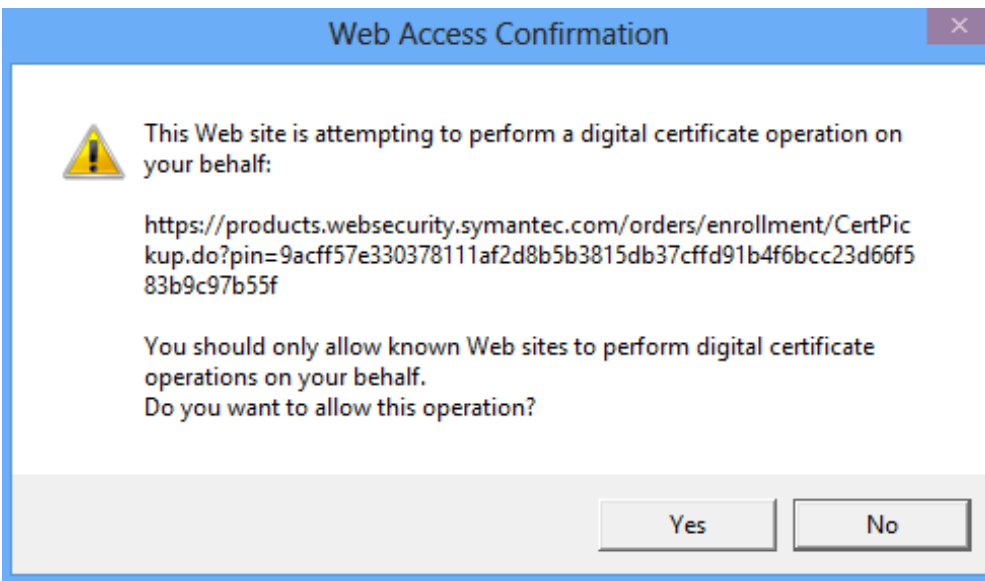 Web Access Confirmation
This Web site is attempting to perform a digital certificate operation on
your behalf:
https://products.websecurity.symantec.com/orders/enrollment/CertPic
kup.do?pin=9acff57e330378111af2d8b5b3815db37cffd91b4f6bcc23d66f5
83b9c97b55f
You should only allow known Web sites to perform digital certificate
operations on your behalf.
Do you want to allow this operation?
Yes
No